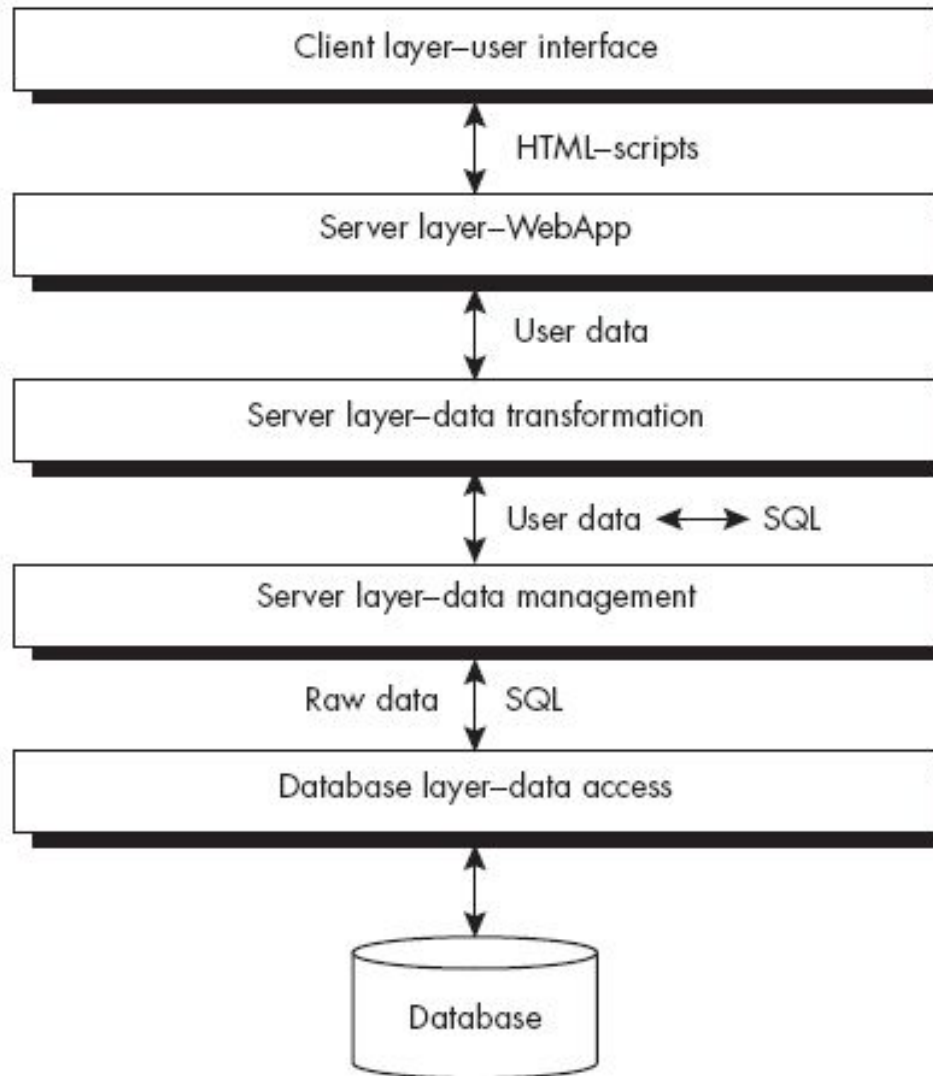 Client layer–user interface
HTML–scripts
Server layer–WebApp
User data
Server layer–data transformation
User data SQL
Server layer–data management
Raw data SQL
Database layer–data access
Database